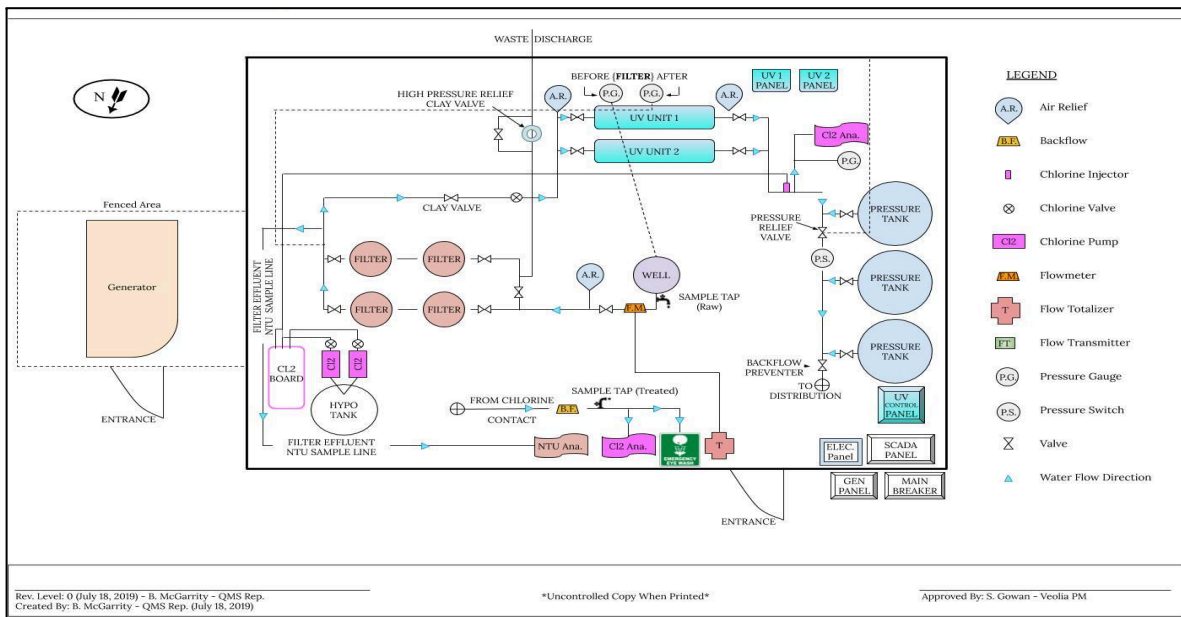 WASTE DISCHARGE
N
BEFORE (FILTER) AFTER
P.G.
P.G.
A.R.
A.R.
UV 1
PANEL
UV 2
PANEL
HIGH PRESSURE RELIEF
CLAY VALVE
UV UNIT 1
UV UNIT 2
Cl2 Ana.
P.G.
CLAY VALVE
Fenced Area
Generator
ENTRANCE
FILTER EFFLUENT
NTU SAMPLE LINE
FILTER
FILTER
FILTER
FILTER
A.R.
WELL
F.M.
SAMPLE TAP
(Raw)
PRESSURE
RELIEF
VALVE
P.S.
PRESSURE
TANK
PRESSURE
TANK
PRESSURE
TANK
BACKFLOW
PREVENTER
TO
DISTRIBUTION
CL2
BOARD
Cl2
Cl2
HYPO
TANK
FILTER EFFLUENT
NTU SAMPLE LINE
FROM CHLORINE
CONTACT
B.F.
SAMPLE TAP (Treated)
NTU Ana.
Cl2 Ana.
EMERGENCY
EYE WASH
T
UV
CONTROL
PANEL
ELEC.
Panel
SCADA
PANEL
GEN
PANEL
MAIN
BREAKER
ENTRANCE
LEGEND
A.R. Air Relief
B.F. Backflow
Chlorine Injector
Chlorine Valve
Cl2 Chlorine Pump
F.M. Flowmeter
T Flow Totalizer
FT Flow Transmitter
P.G. Pressure Gauge
P.S. Pressure Switch
Valve
Water Flow Direction
Rev. Level: 0 (July 18, 2019) - B. McGarrity - QMS Rep.
Created By: B. McGarrity - QMS Rep. (July 18, 2019)
*Uncontrolled Copy When Printed*
Approved By: S. Gowan - Veolia PM